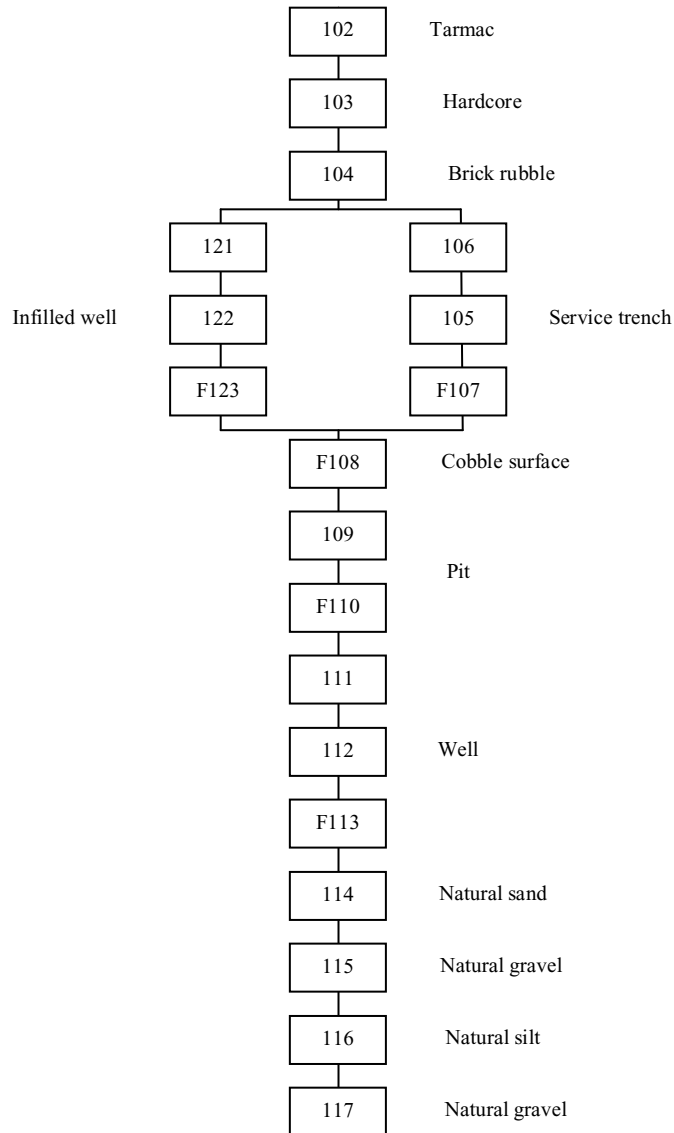 102 Tarmac
103 Hardcore
104 Brick rubble
121 106
Infilled well 122 105 Service trench
F123 F107
F108 Cobble surface
109
Pit
F110
111
112 Well
F113
114 Natural sand
115 Natural gravel
116 Natural silt
117 Natural gravel